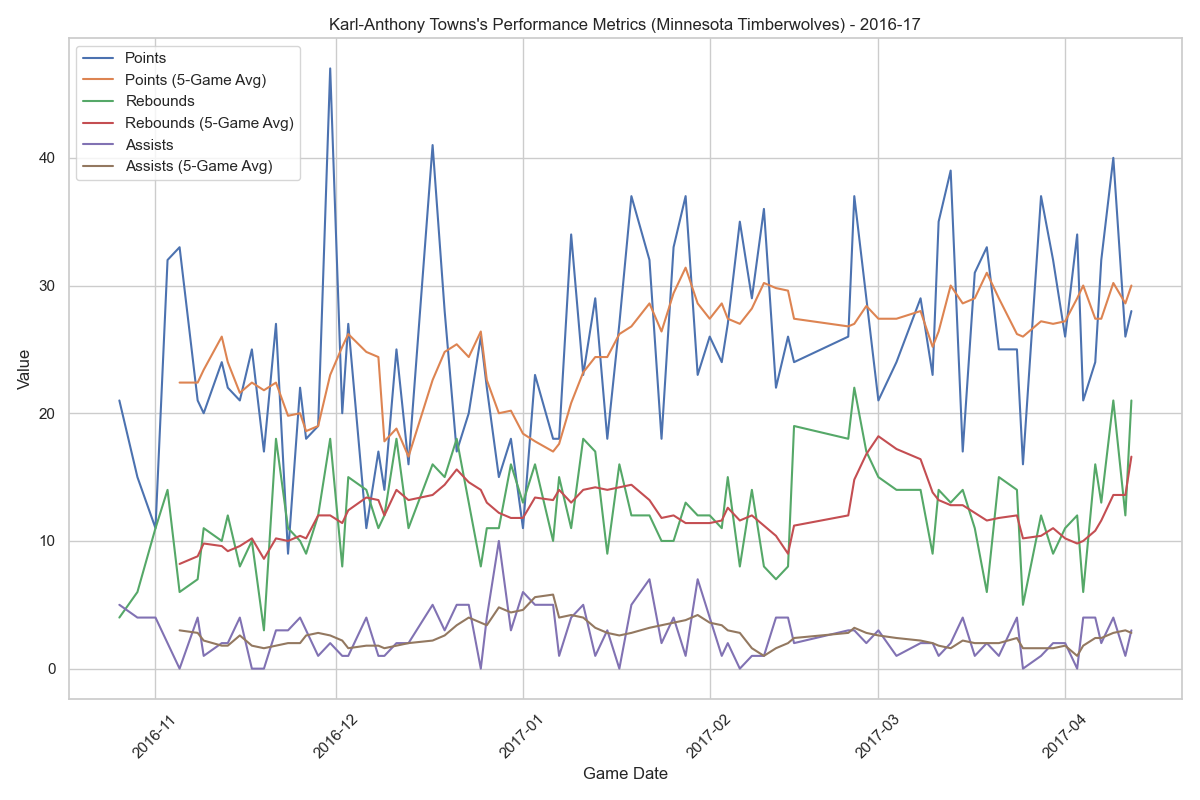 Karl-Anthony Towns's Performance Metrics (Minnesota Timberwolves) - 2016-17
Points
Points (5-Game Avg)
Rebounds
Rebounds (5-Game Avg)
Assists
Assists (5-Game Avg)
Value
40
30
20
10
0
2016-11
2016-12
2017-01
2017-02
2017-03
2017-04
Game Date